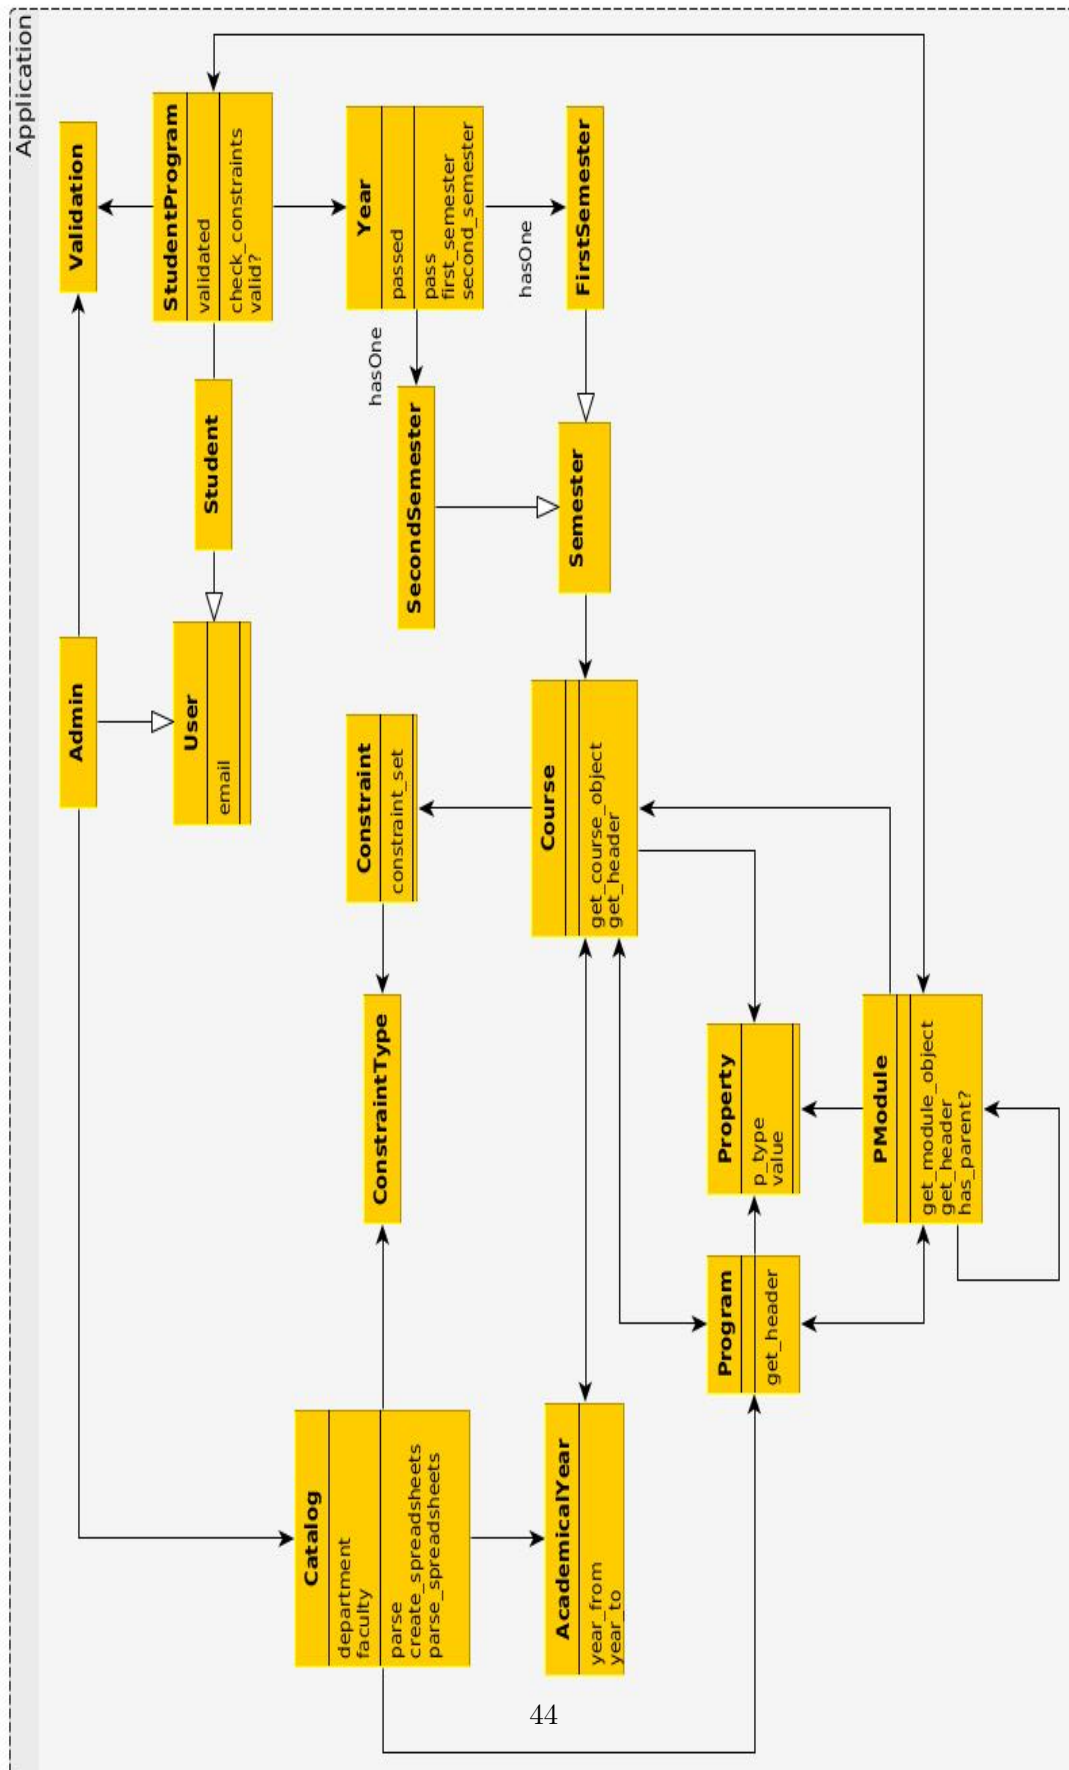 Application
Validation
StudentProgram
validated
check_constraints
valid?
Year
passed
pass
first_semester
second_semester
hasOne
FirstSemester
hasOne
Student
SecondSemester
Semester
Admin
User
email
Constraint
constraint_set
Course
get_course_object
get_header
ConstraintType
Property
p_type
value
PModule
get_module_object
get_header
has_parent?
Program
get_header
Catalog
department
faculty
parse
create_spreadsheets
parse_spreadsheets
AcademicalYear
year_from
year_to
44